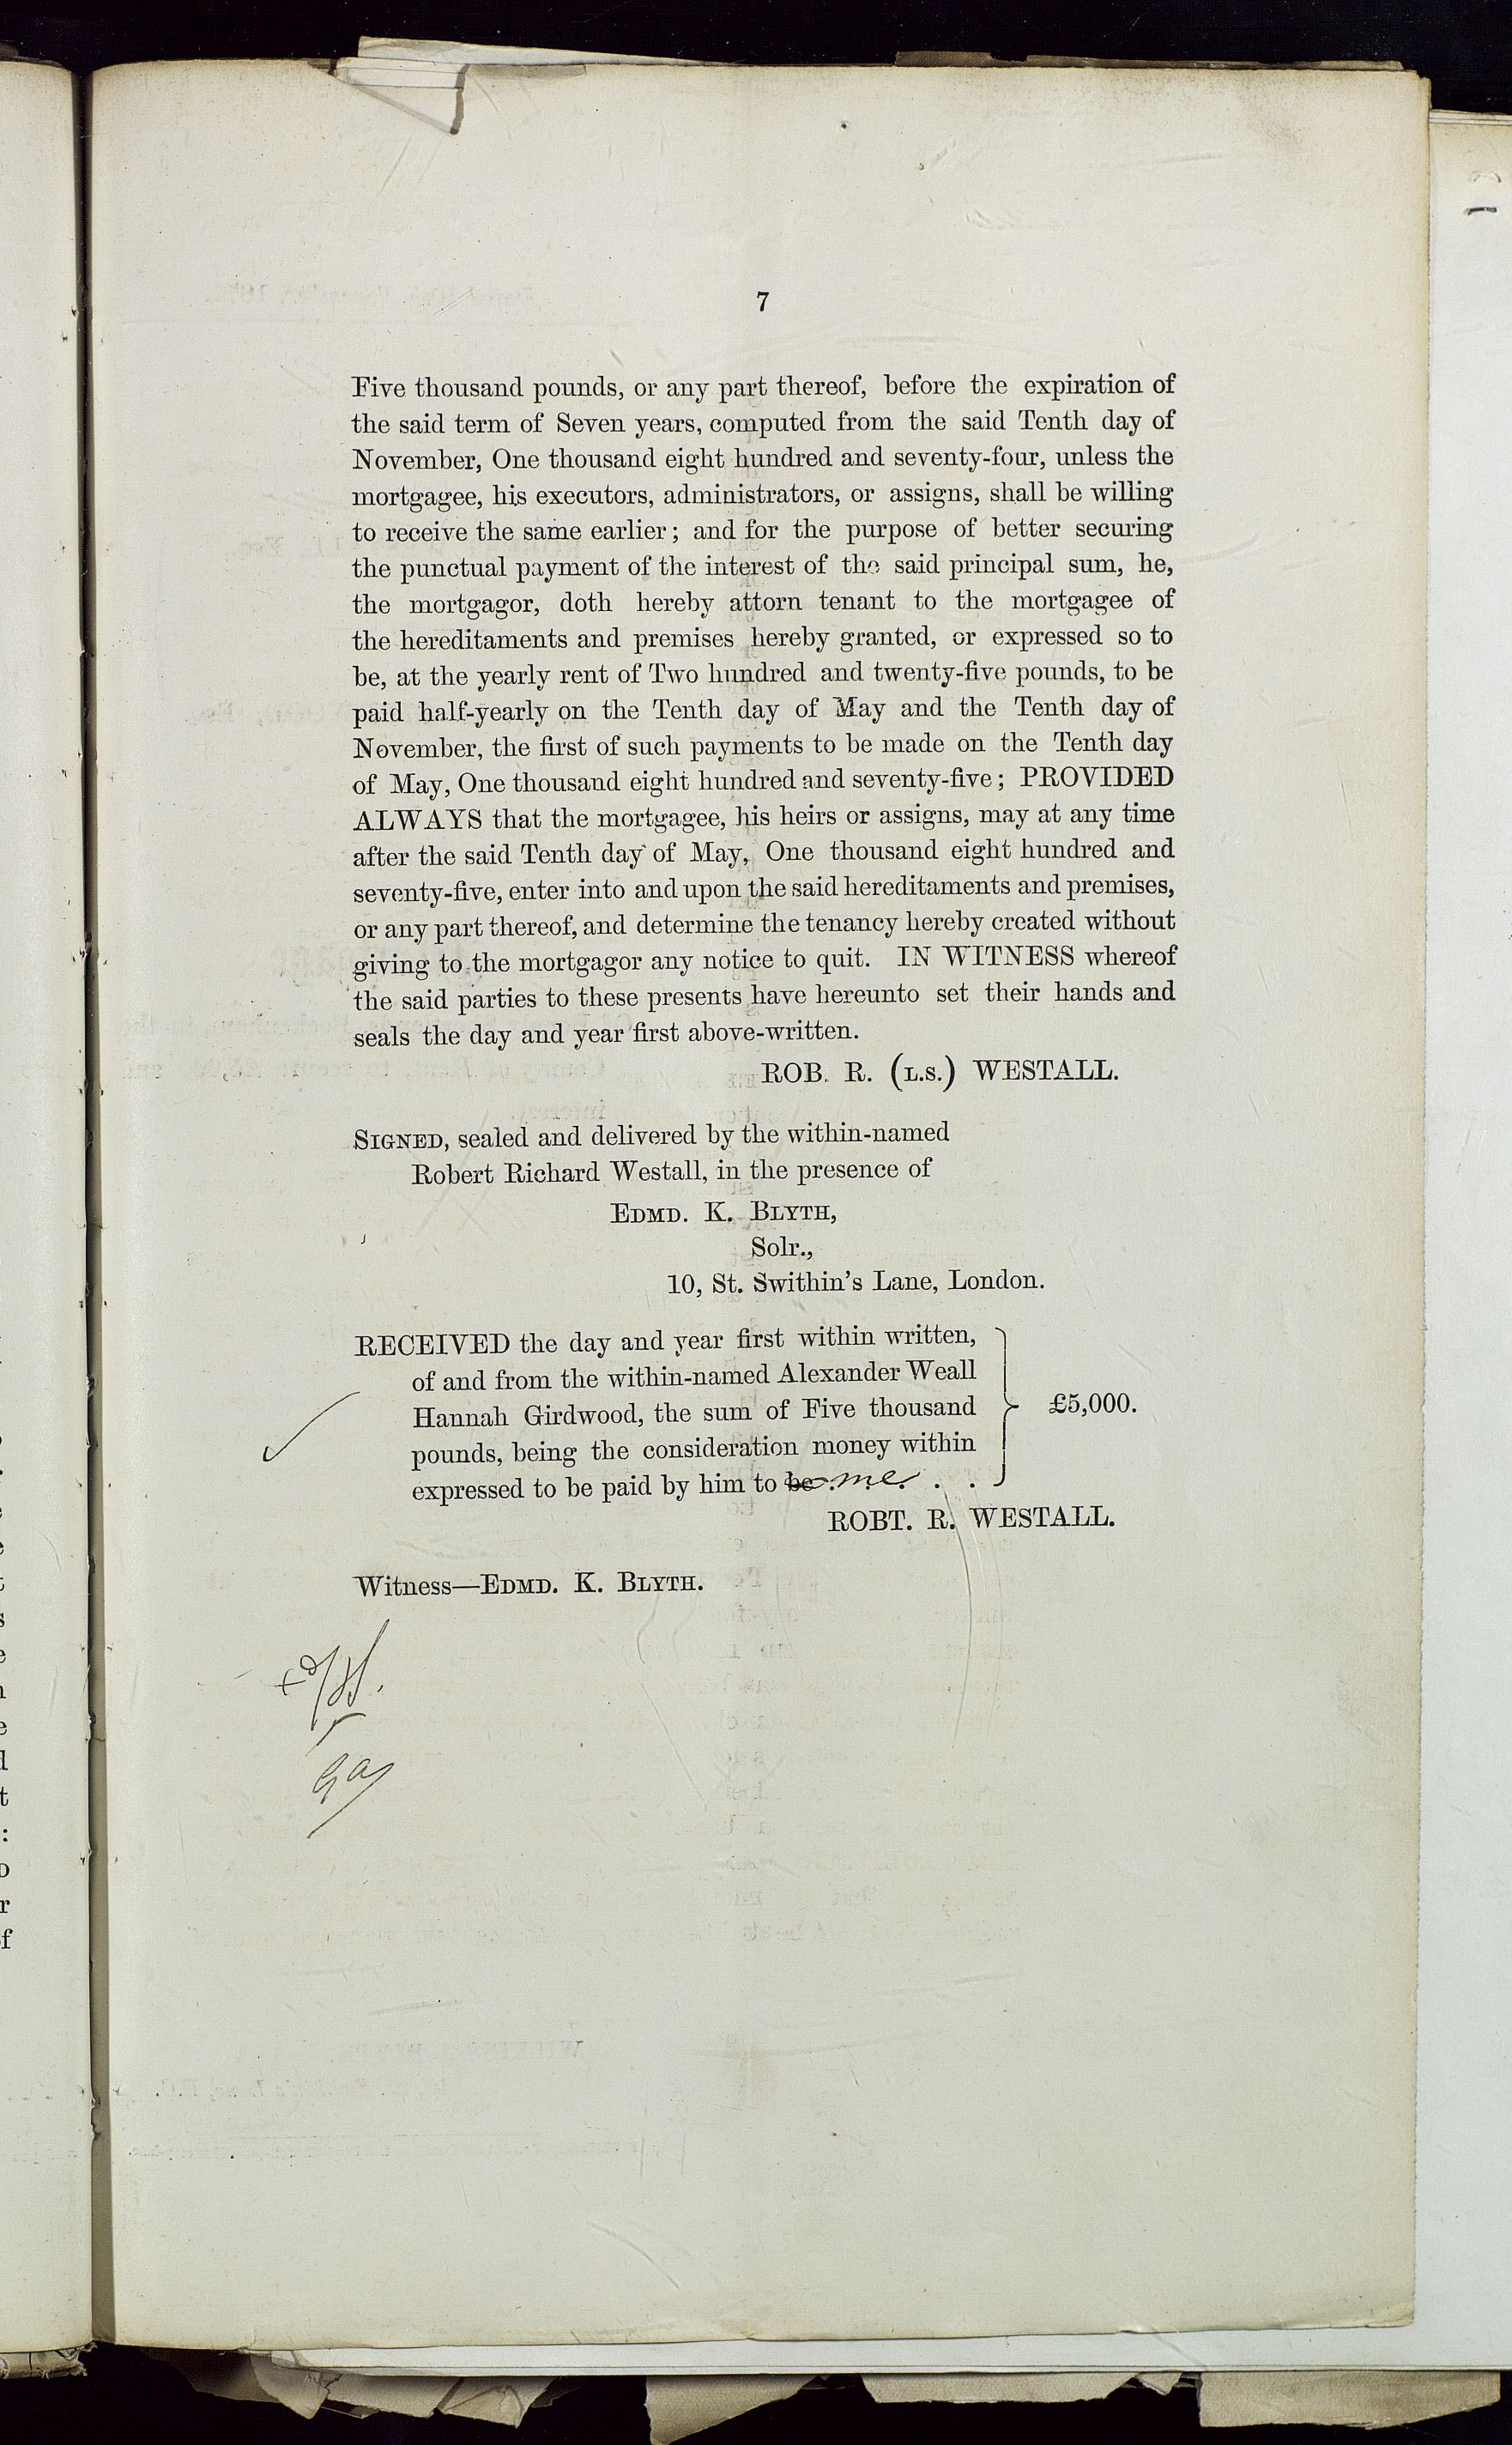 7
Five thousand pounds, or any part thereof, before the expiration of
the said term of Seven years, computed from the said Tenth day of
November, One thousand eight hundred and seventy-four, unless the
mortgagee, his executors, administrators, or assigns, shall be willing
to receive the same earlier; and for the purpose of better securing
the punctual payment of the interest of the said principal sum, he,
the mortgagor, doth hereby attorn tenant to the mortgagee of
the hereditaments and premises hereby granted, or expressed so to
be, at the yearly rent of Two hundred and twenty-five pounds, to be
paid half-yearly on the Tenth day of May and the Tenth day of
November, the first of such payments to be made on the Tenth day
of May, One thousand eight hundred and seventy-five; PROVIDED
ALWAYS that the mortgagee, his heirs or assigns, may at any time
after the said Tenth day of May, One thousand eight hundred and
seventy-five, enter into and upon the said hereditaments and premises,
or any part thereof, and determine the tenancy hereby created without
giving to the mortgagor any notice to quit. IN WITNESS whereof
the said parties to these presents have hereunto set their hands and
seals the day and year first above-written.
ROB. R. (L.S.) WESTALL.
SIGNED, sealed and delivered by the within-named
Robert Richard Westall, in the presence of
EDMD. K. BLYTH,
Solr.,
10, St. Swithin's Lane, London.
RECEIVED the day and year first within written,
of and from the within-named Alexander Weall
Hannah Girdwood, the sum of Five thousand
pounds, being the consideration money within
expressed to be paid by him to be me . .
£5,000.
ROBT. R. WESTALL.
Witness—EDMD. K. BLYTH.